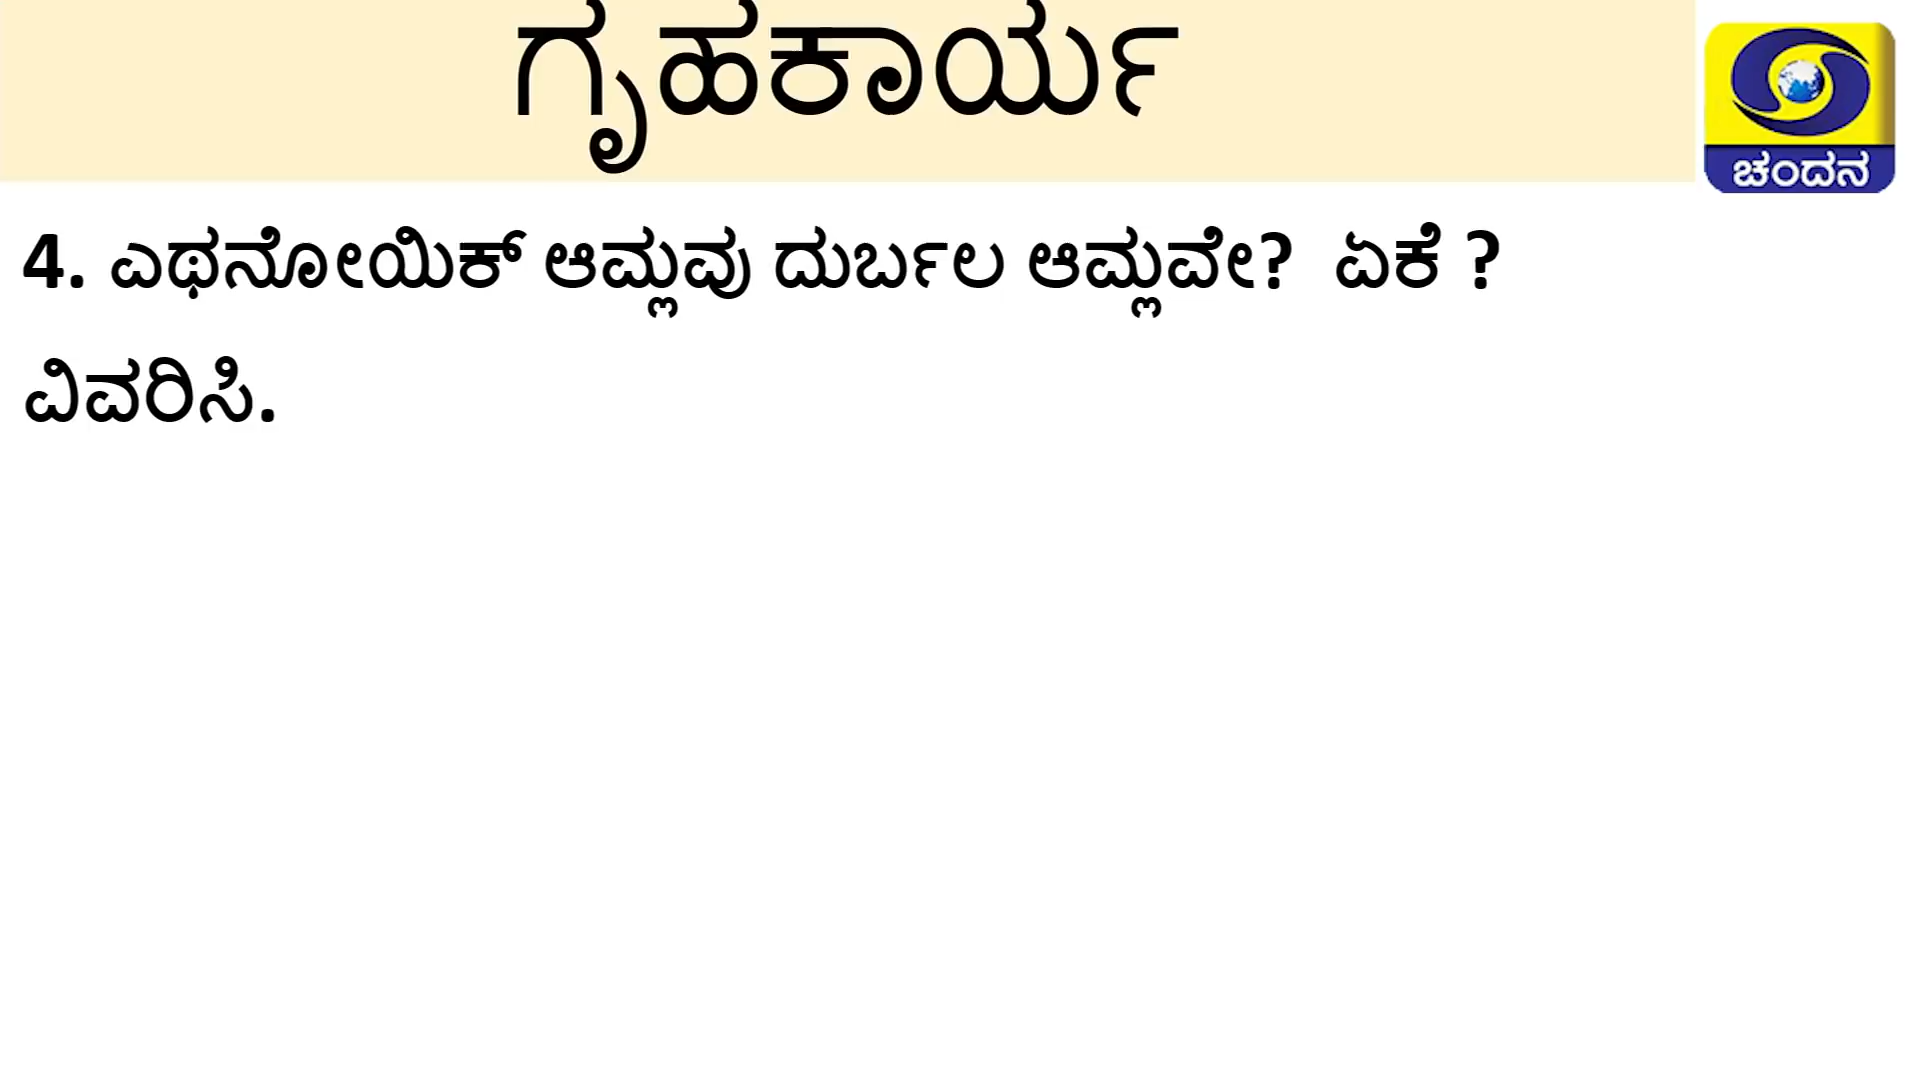 ಗೃಹಕಾರ್ಯ
ಚಂದನ
4. ಎಥನೋಯಿಕ್ ಆಮ್ಲವು ದುರ್ಬಲ ಆಮ್ಲವೇ? ಏಕೆ ?
ವಿವರಿಸಿ.